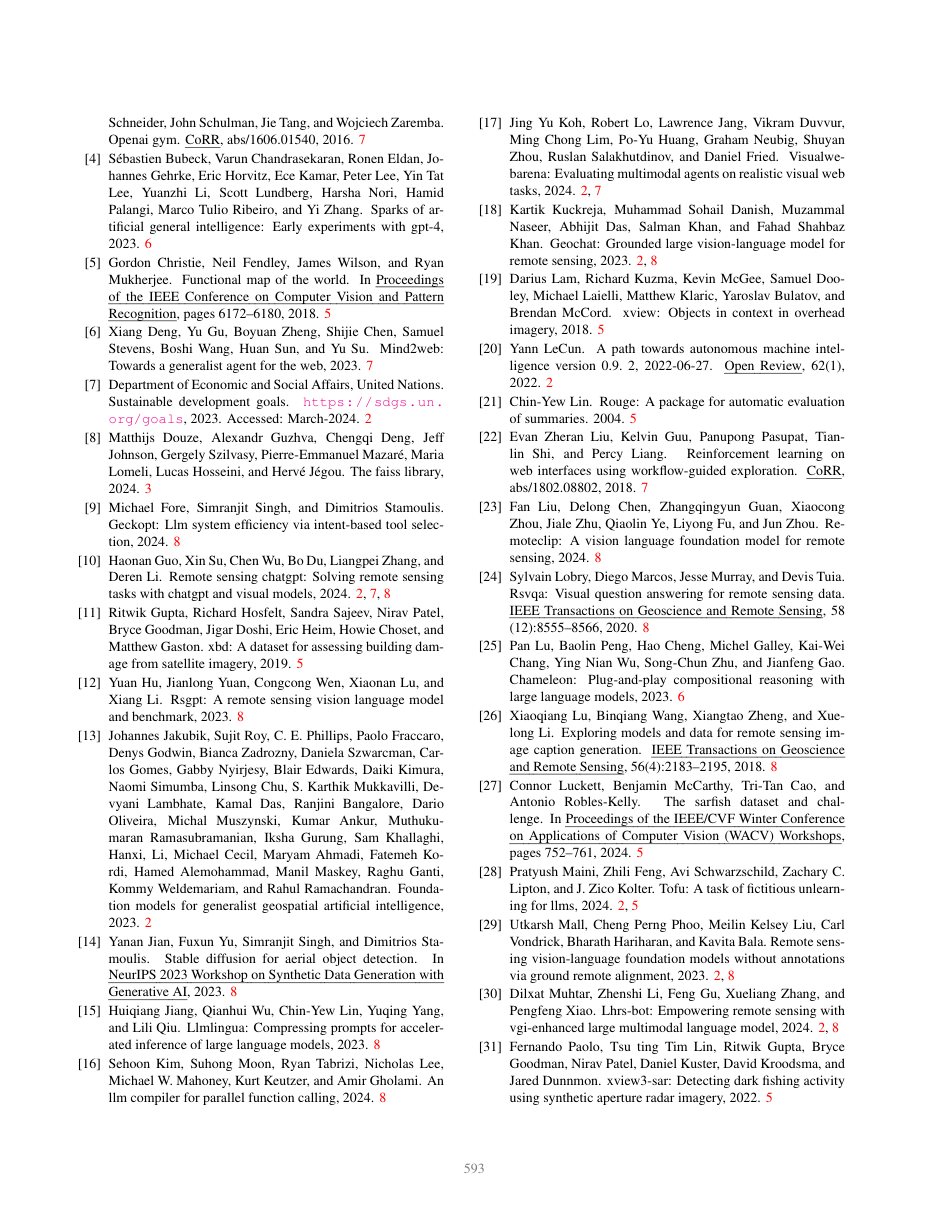 Schneider, John Schulman, Jie Tang, and Wojciech Zaremba.
Openai gym. CoRR, abs/1606.01540, 2016. 7
[4] Sébastien Bubeck, Varun Chandrasekaran, Ronen Eldan, Jo-
hannes Gehrke, Eric Horvitz, Ece Kamar, Peter Lee, Yin Tat
Lee, Yuanzhi Li, Scott Lundberg, Harsha Nori, Hamid
Palangi, Marco Tulio Ribeiro, and Yi Zhang. Sparks of ar-
tificial general intelligence: Early experiments with gpt-4,
2023. 6
[5] Gordon Christie, Neil Fendley, James Wilson, and Ryan
Mukherjee. Functional map of the world. In Proceedings
of the IEEE Conference on Computer Vision and Pattern
Recognition, pages 6172–6180, 2018. 5
[6] Xiang Deng, Yu Gu, Boyuan Zheng, Shijie Chen, Samuel
Stevens, Boshi Wang, Huan Sun, and Yu Su. Mind2web:
Towards a generalist agent for the web, 2023. 7
[7] Department of Economic and Social Affairs, United Nations.
Sustainable development goals. https://sdgs.un.
org/goals, 2023. Accessed: March-2024. 2
[8] Matthijs Douze, Alexandr Guzhva, Chengqi Deng, Jeff
Johnson, Gergely Szilvasy, Pierre-Emmanuel Mazaré, Maria
Lomeli, Lucas Hosseini, and Hervé Jégou. The faiss library,
2024. 3
[9] Michael Fore, Simranjit Singh, and Dimitrios Stamoulis.
Geckopt: Llm system efficiency via intent-based tool selec-
tion, 2024. 8
[10] Haonan Guo, Xin Su, Chen Wu, Bo Du, Liangpei Zhang, and
Deren Li. Remote sensing chatgpt: Solving remote sensing
tasks with chatgpt and visual models, 2024. 2, 7, 8
[11] Ritwik Gupta, Richard Hosfelt, Sandra Sajeev, Nirav Patel,
Bryce Goodman, Jigar Doshi, Eric Heim, Howie Choset, and
Matthew Gaston. xbd: A dataset for assessing building dam-
age from satellite imagery, 2019. 5
[12] Yuan Hu, Jianlong Yuan, Congcong Wen, Xiaonan Lu, and
Xiang Li. Rsgpt: A remote sensing vision language model
and benchmark, 2023. 8
[13] Johannes Jakubik, Sujit Roy, C. E. Phillips, Paolo Fraccaro,
Denys Godwin, Bianca Zadrozny, Daniela Szwarcman, Car-
los Gomes, Gabby Nyirjesy, Blair Edwards, Daiki Kimura,
Naomi Simumba, Linsong Chu, S. Karthik Mukkavilli, De-
vyani Lambhate, Kamal Das, Ranjini Bangalore, Dario
Oliveira, Michal Muszynski, Kumar Ankur, Muthuku-
maran Ramasubramanian, Iksha Gurung, Sam Khallaghi,
Hanxi, Li, Michael Cecil, Maryam Ahmadi, Fatemeh Ko-
rdi, Hamed Alemohammad, Manil Maskey, Raghu Ganti,
Kommy Weldemariam, and Rahul Ramachandran. Founda-
tion models for generalist geospatial artificial intelligence,
2023. 2
[14] Yanan Jian, Fuxun Yu, Simranjit Singh, and Dimitrios Sta-
moulis. Stable diffusion for aerial object detection. In
NeurIPS 2023 Workshop on Synthetic Data Generation with
Generative AI, 2023. 8
[15] Huiqiang Jiang, Qianhui Wu, Chin-Yew Lin, Yuqing Yang,
and Lili Qiu. Llmlingua: Compressing prompts for acceler-
ated inference of large language models, 2023. 8
[16] Sehoon Kim, Suhong Moon, Ryan Tabrizi, Nicholas Lee,
Michael W. Mahoney, Kurt Keutzer, and Amir Gholami. An
llm compiler for parallel function calling, 2024. 8
[17] Jing Yu Koh, Robert Lo, Lawrence Jang, Vikram Duvvur,
Ming Chong Lim, Po-Yu Huang, Graham Neubig, Shuyan
Zhou, Ruslan Salakhutdinov, and Daniel Fried. Visualwe-
barena: Evaluating multimodal agents on realistic visual web
tasks, 2024. 2, 7
[18] Kartik Kuckreja, Muhammad Sohail Danish, Muzammal
Naseer, Abhijit Das, Salman Khan, and Fahad Shahbaz
Khan. Geochat: Grounded large vision-language model for
remote sensing, 2023. 2, 8
[19] Darius Lam, Richard Kuzma, Kevin McGee, Samuel Doo-
ley, Michael Laielli, Matthew Klaric, Yaroslav Bulatov, and
Brendan McCord. xview: Objects in context in overhead
imagery, 2018. 5
[20] Yann LeCun. A path towards autonomous machine intel-
ligence version 0.9. 2, 2022-06-27. Open Review, 62(1),
2022. 2
[21] Chin-Yew Lin. Rouge: A package for automatic evaluation
of summaries. 2004. 5
[22] Evan Zheran Liu, Kelvin Guu, Panupong Pasupat, Tian-
lin Shi, and Percy Liang. Reinforcement learning on
web interfaces using workflow-guided exploration. CoRR,
abs/1802.08802, 2018. 7
[23] Fan Liu, Delong Chen, Zhangqingyun Guan, Xiaocong
Zhou, Jiale Zhu, Qiaolin Ye, Liyong Fu, and Jun Zhou. Re-
moteclip: A vision language foundation model for remote
sensing, 2024. 8
[24] Sylvain Lobry, Diego Marcos, Jesse Murray, and Devis Tuia.
Rsvqa: Visual question answering for remote sensing data.
IEEE Transactions on Geoscience and Remote Sensing, 58
(12):8555–8566, 2020. 8
[25] Pan Lu, Baolin Peng, Hao Cheng, Michel Galley, Kai-Wei
Chang, Ying Nian Wu, Song-Chun Zhu, and Jianfeng Gao.
Chameleon: Plug-and-play compositional reasoning with
large language models, 2023. 6
[26] Xiaoqiang Lu, Binqiang Wang, Xiangtao Zheng, and Xue-
long Li. Exploring models and data for remote sensing im-
age caption generation. IEEE Transactions on Geoscience
and Remote Sensing, 56(4):2183–2195, 2018. 8
[27] Connor Luckett, Benjamin McCarthy, Tri-Tan Cao, and
Antonio Robles-Kelly. The sarfish dataset and chal-
lenge. In Proceedings of the IEEE/CVF Winter Conference
on Applications of Computer Vision (WACV) Workshops,
pages 752–761, 2024. 5
[28] Pratyush Maini, Zhili Feng, Avi Schwarzschild, Zachary C.
Lipton, and J. Zico Kolter. Tofu: A task of fictitious unlearn-
ing for llms, 2024. 2, 5
[29] Utkarsh Mall, Cheng Perng Phoo, Meilin Kelsey Liu, Carl
Vondrick, Bharath Hariharan, and Kavita Bala. Remote sens-
ing vision-language foundation models without annotations
via ground remote alignment, 2023. 2, 8
[30] Dilxat Muhtar, Zhenshi Li, Feng Gu, Xueliang Zhang, and
Pengfeng Xiao. Lhrs-bot: Empowering remote sensing with
vgi-enhanced large multimodal language model, 2024. 2, 8
[31] Fernando Paolo, Tsu ting Tim Lin, Ritwik Gupta, Bryce
Goodman, Nirav Patel, Daniel Kuster, David Kroodsma, and
Jared Dunnmon. xview3-sar: Detecting dark fishing activity
using synthetic aperture radar imagery, 2022. 5
593